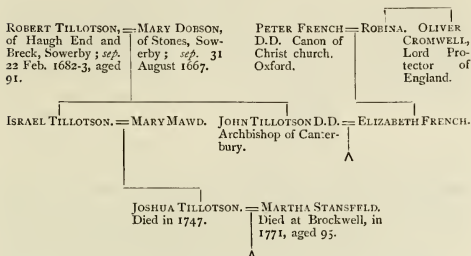 ROBERT TILLOTSON, = MARY DOBSON,
of Haugh End and
Breck, Sowerby ; sep.
22 Feb. 1682-3, aged
91.
of Stones, Sow-
erby ; sep. 31
August 1667.
PETER FRENCH = ROBINA.
D.D. Canon of
Christ church,
Oxford.
OLIVER
CROMWELL,
Lord Pro-
tector of
England.
ISRAEL TILLOTSON. = MARY MAWD.
JOHN TILLOTSON D.D. = ELIZABETH FRENCH.
Archbishop of Canter-
bury.
JOSHUA TILLOTSON. = MARTHA STANSFELD.
Died in 1747.
Died at Brockwell, in
1771, aged 95.